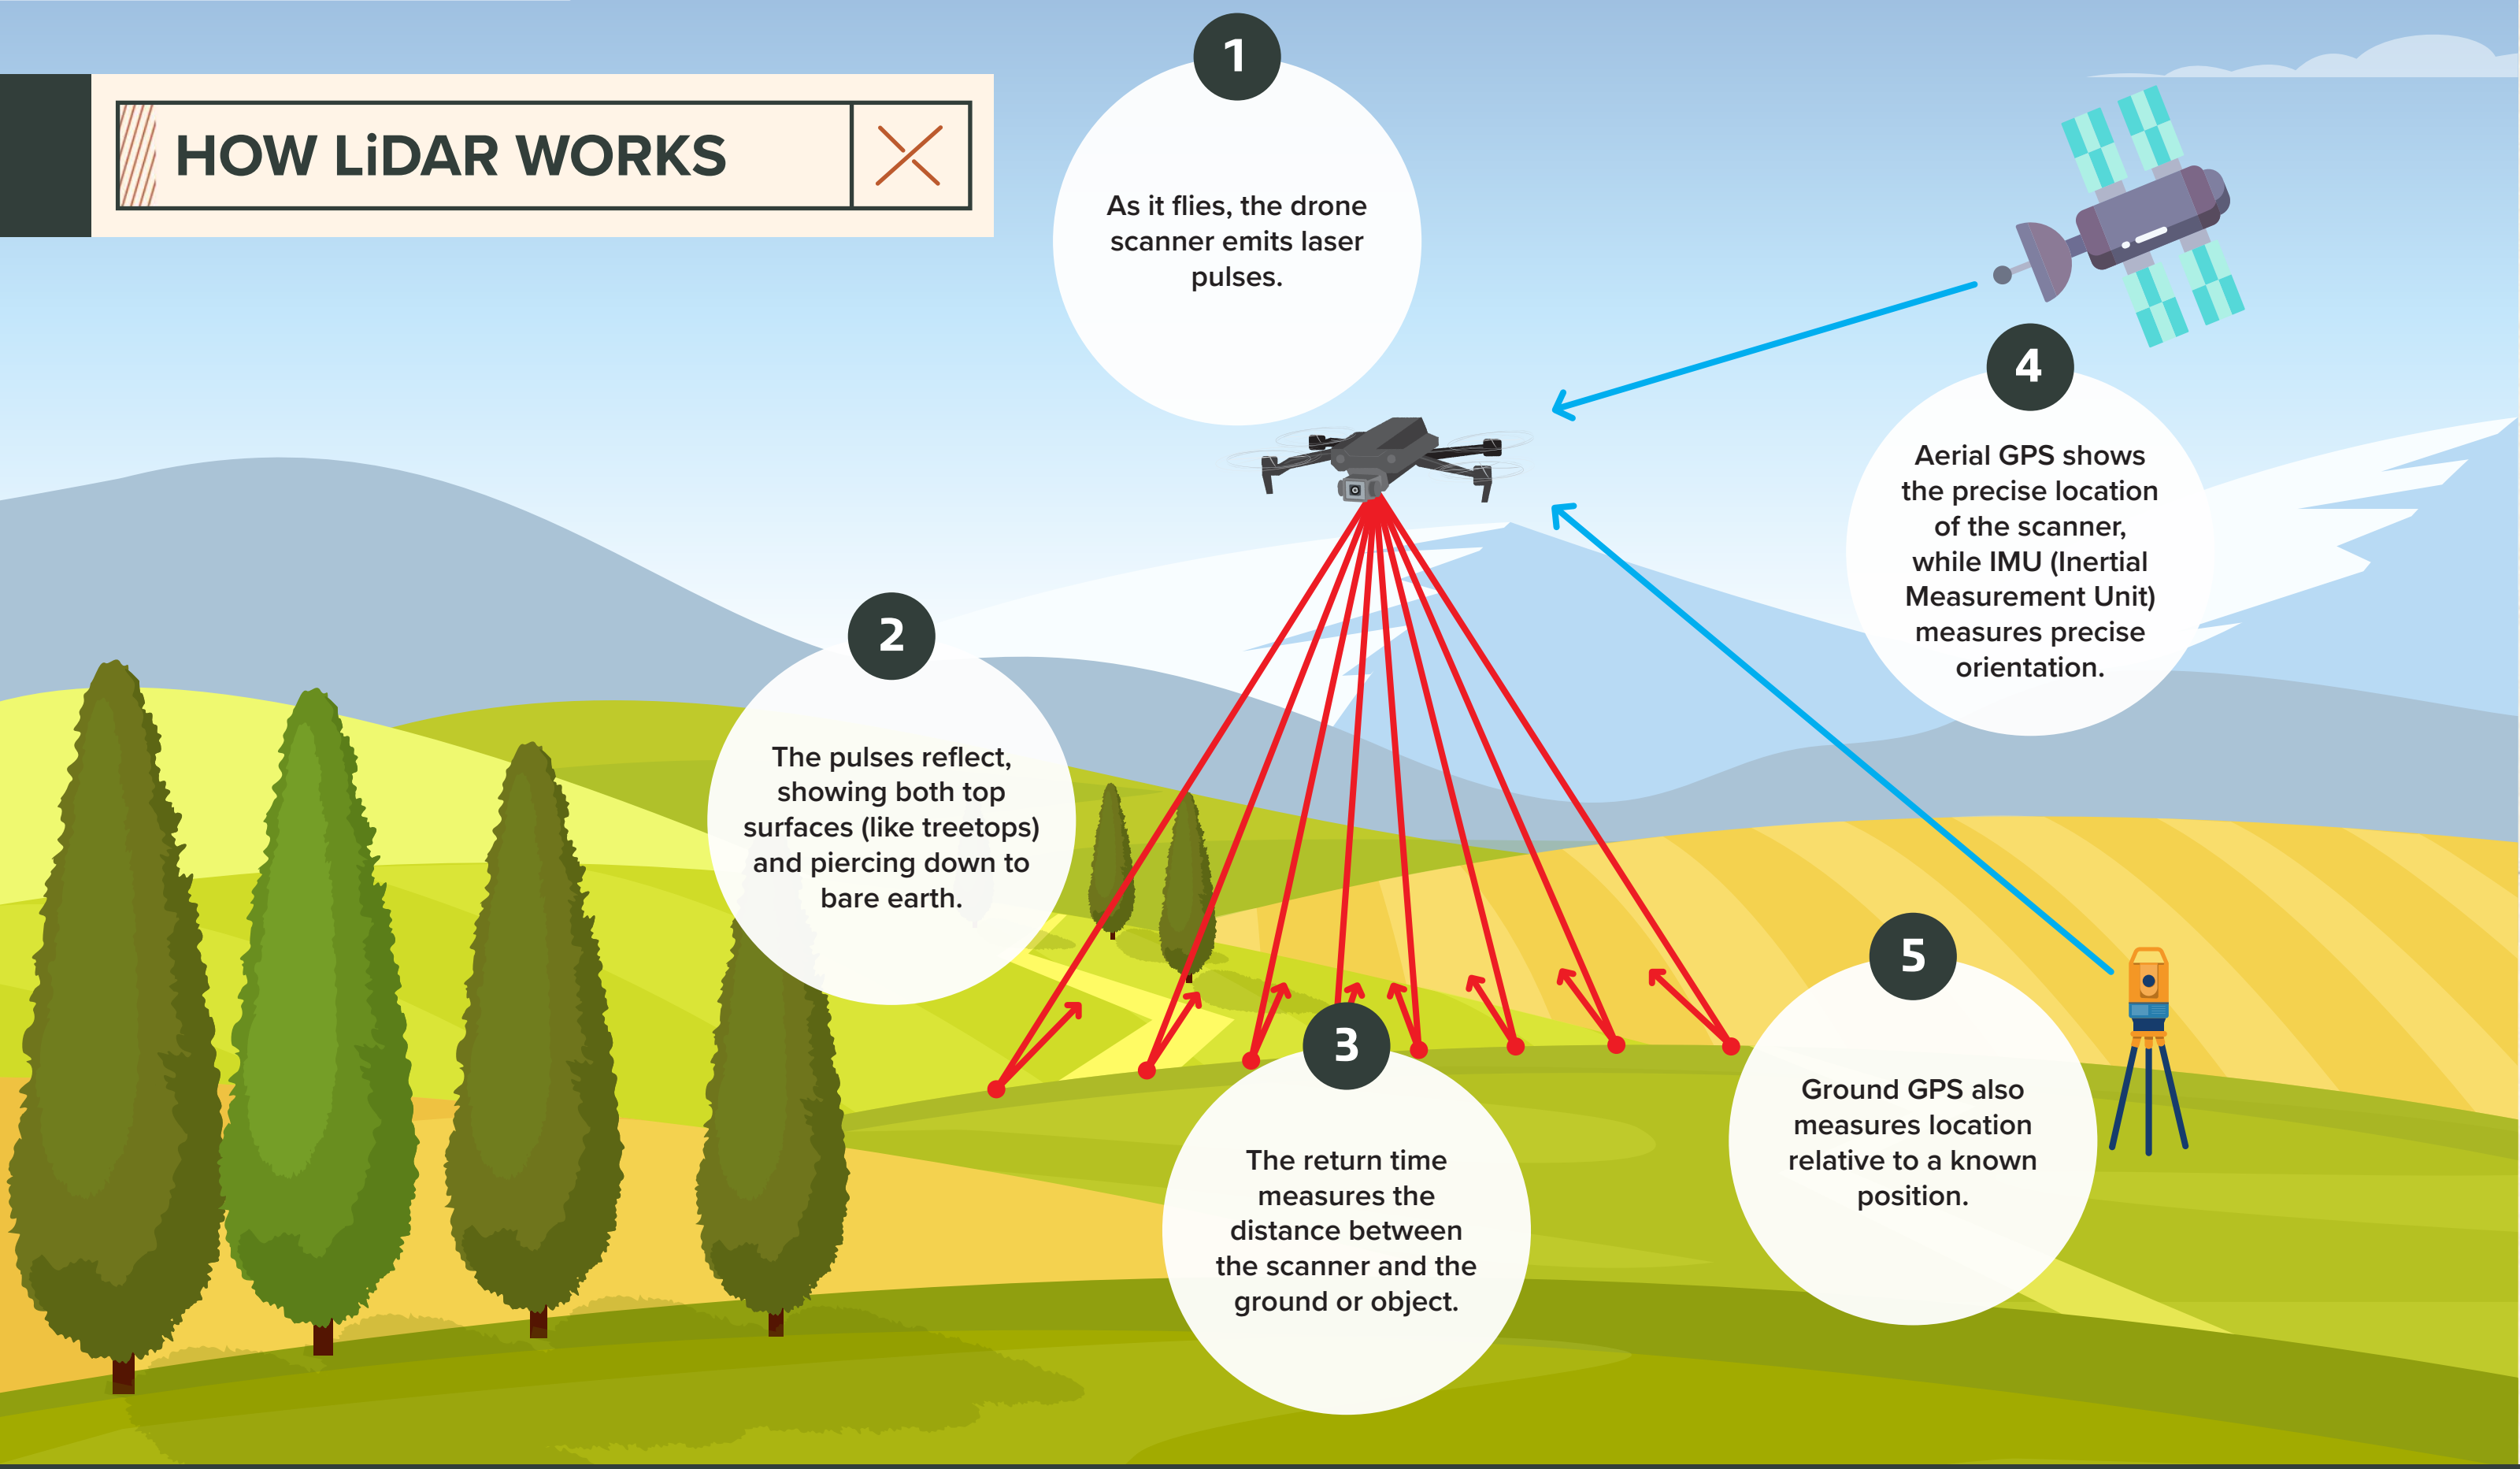 HOW LiDAR WORKS
1
As it flies, the drone
scanner emits laser
pulses.
2
The pulses reflect,
showing both top
surfaces (like treetops)
and piercing down to
bare earth.
3
The return time
measures the
distance between
the scanner and the
ground or object.
4
Aerial GPS shows
the precise location
of the scanner,
while IMU (Inertial
Measurement Unit)
measures precise
orientation.
5
Ground GPS also
measures location
relative to a known
position.